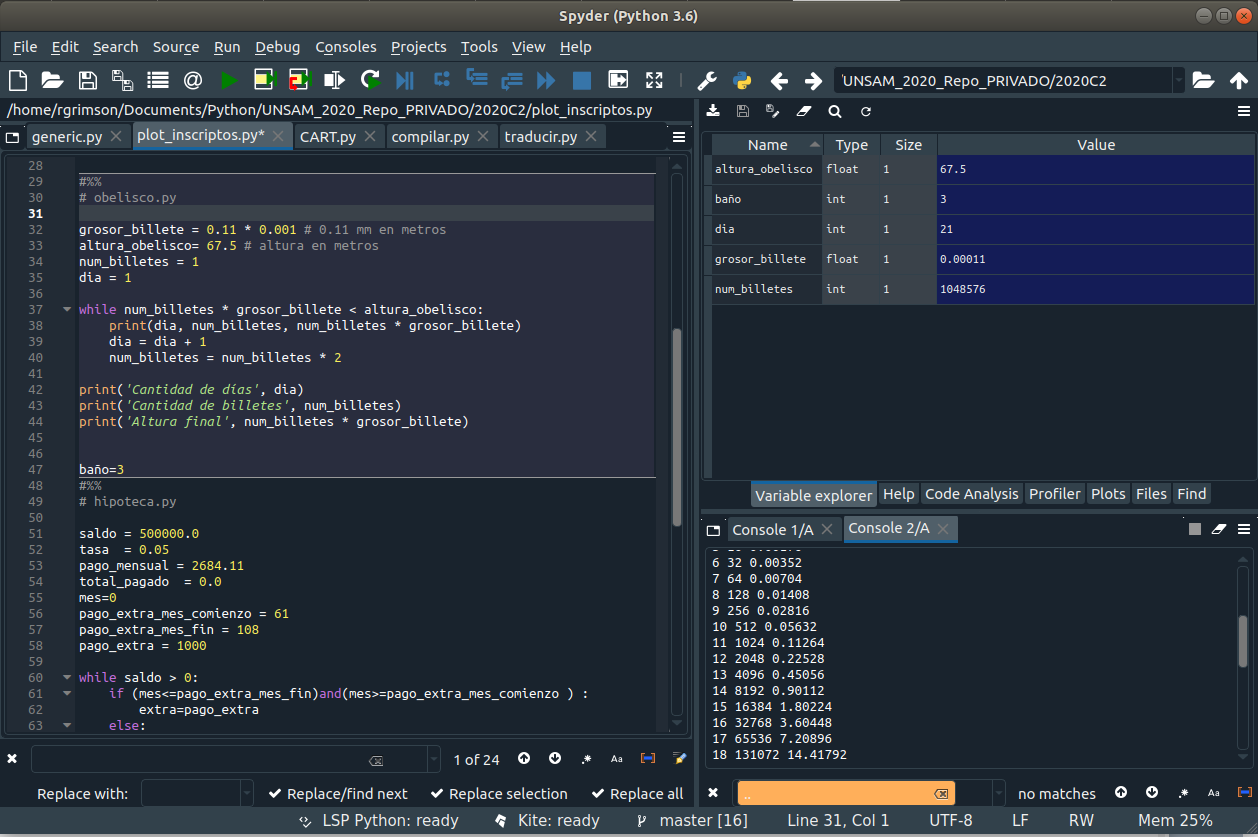 Spyder (Python 3.6)
File Edit Search Source Run Debug Consoles Projects Tools View Help
'UNSAM_2020_Repo_PRIVADO/2020C2
/home/rgrimson/Documents/Python/UNSAM_2020_Repo_PRIVADO/2020C2/plot_inscriptos.py
generic.py plot_inscriptos.py* CART.py compilar.py traducir.py
28
29 #%%
30 # obelisco.py
31
32 grosor_billete = 0.11 * 0.001 # 0.11 mm en metros
33 altura_obelisco= 67.5 # altura en metros
34 num_billetes = 1
35 dia = 1
36
37 while num_billetes * grosor_billete < altura_obelisco:
38 print(dia, num_billetes, num_billetes * grosor_billete)
39 dia = dia + 1
40 num_billetes = num_billetes * 2
41
42 print('Cantidad de días', dia)
43 print('Cantidad de billetes', num_billetes)
44 print('Altura final', num_billetes * grosor_billete)
45
46
47 baño=3
48 #%%
49 # hipoteca.py
50
51 saldo = 500000.0
52 tasa  = 0.05
53 pago_mensual = 2684.11
54 total_pagado  = 0.0
55 mes=0
56 pago_extra_mes_comienzo = 61
57 pago_extra_mes_fin = 108
58 pago_extra = 1000
59
60 while saldo > 0:
61 if (mes<=pago_extra_mes_fin)and(mes>=pago_extra_mes_comienzo ) :
62 extra=pago_extra
63 else:
1 of 24 Aa
Replace with: Replace/find next Replace selection Replace all
Name Type Size Value
altura_obelisco float 1 67.5
baño int 1 3
dia int 1 21
grosor_billete float 1 0.00011
num_billetes int 1 1048576
Variable explorer Help Code Analysis Profiler Plots Files Find
Console 1/A Console 2/A
6 32 0.00352
7 64 0.00704
8 128 0.01408
9 256 0.02816
10 512 0.05632
11 1024 0.11264
12 2048 0.22528
13 4096 0.45056
14 8192 0.90112
15 16384 1.80224
16 32768 3.60448
17 65536 7.20896
18 131072 14.41792
.. no matches Aa
LSP Python: ready Kite: ready master [16] Line 31, Col 1 UTF-8 LF RW Mem 25%